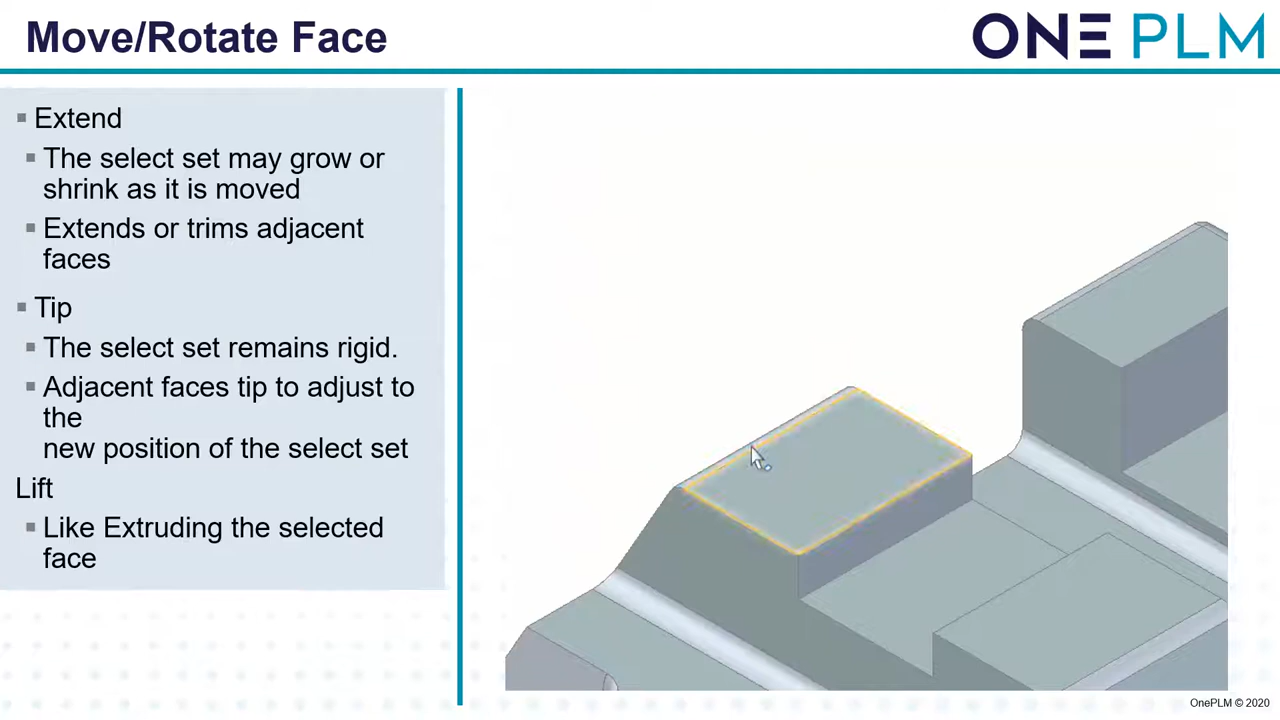 Move/Rotate Face
ONE PLM
▪ Extend
▪ The select set may grow or
shrink as it is moved
▪ Extends or trims adjacent
faces
▪ Tip
▪ The select set remains rigid.
▪ Adjacent faces tip to adjust to
the
new position of the select set
Lift
▪ Like Extruding the selected
face
OnePLM © 2020